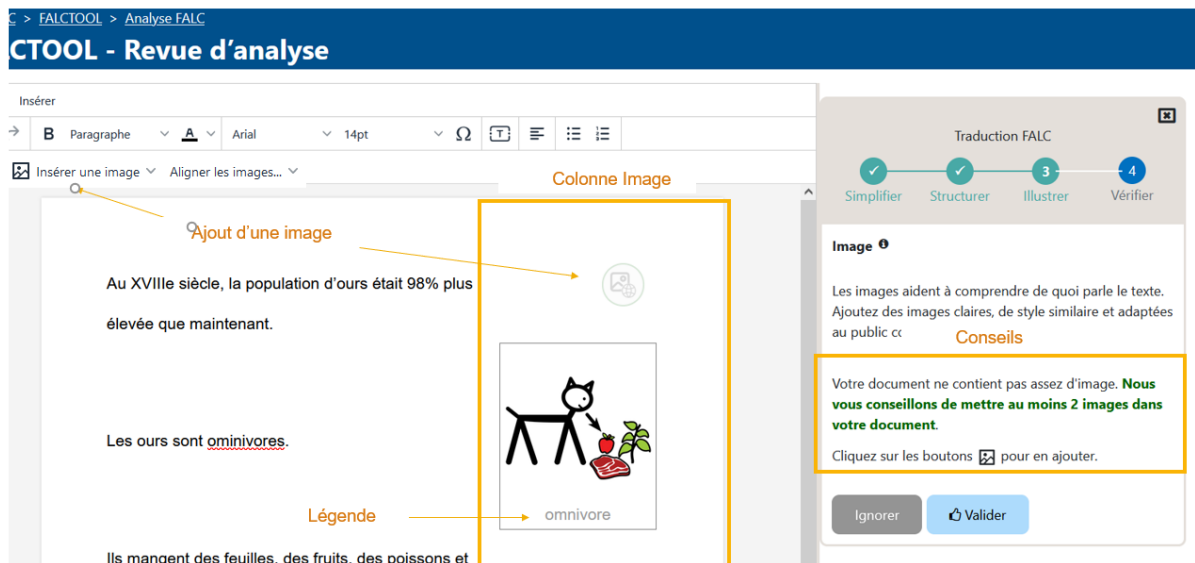 C > FALCTOOL > Analyse FALC
CTOOL - Revue d’analyse
Insérer
B Paragraphe A Arial 14pt Ω T
Insérer une image Aligner les images...
Colonne Image
Ajout d’une image
Au XVIIIe siècle, la population d’ours était 98% plus
élevée que maintenant.
Les ours sont ominivores.
Légende
omnivore
Ils mangent des feuilles, des fruits, des poissons et
Traduction FALC
3 4
Simplifier Structurer Illustrer Vérifier
Image
Les images aident à comprendre de quoi parle le texte.
Ajoutez des images claires, de style similaire et adaptées
au public
Conseils
Votre document ne contient pas assez d'image. Nous
vous conseillons de mettre au moins 2 images dans
votre document.
Cliquez sur les boutons pour en ajouter.
Ignorer Valider